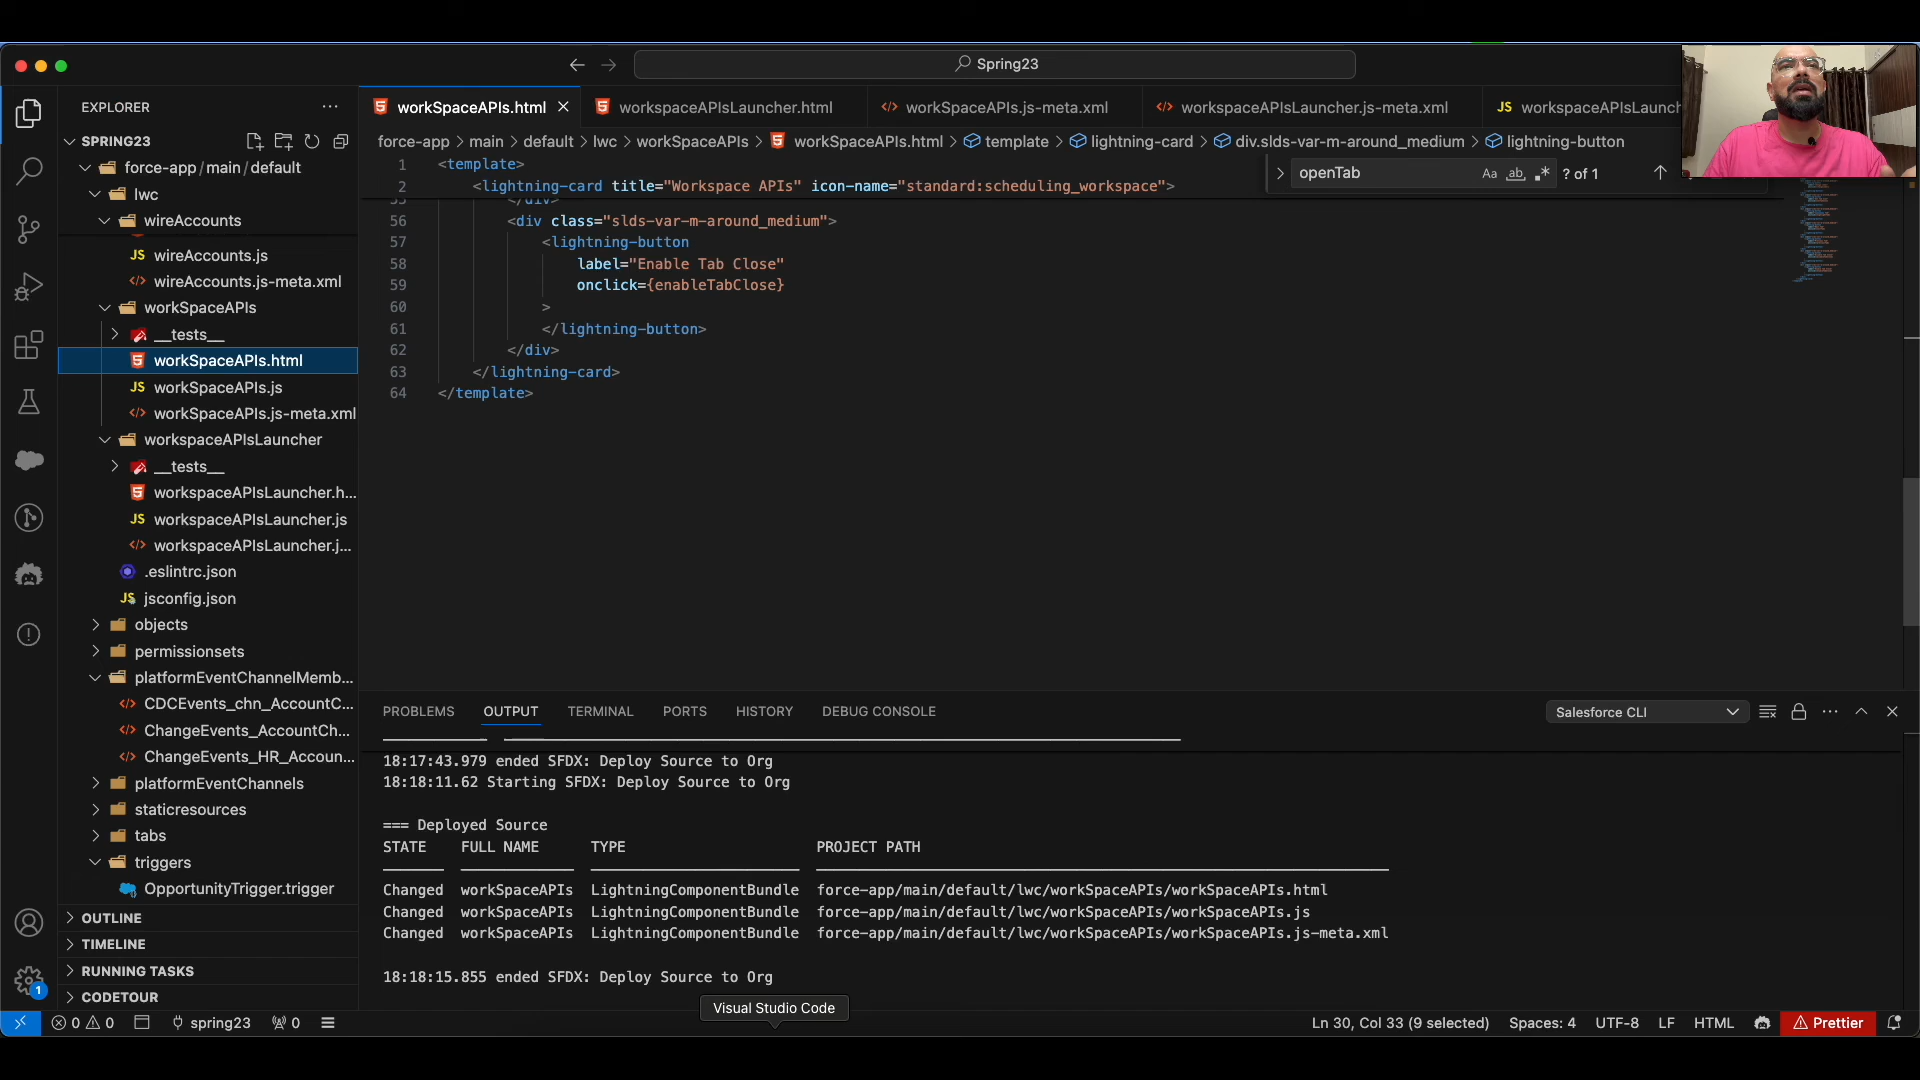 Spring23
EXPLORER
SPRING23
force-app / main / default
lwc
wireAccounts
wireAccounts.js
wireAccounts.js-meta.xml
workSpaceAPIs
__tests__
workSpaceAPIs.html
workSpaceAPIs.js
workSpaceAPIs.js-meta.xml
workspaceAPIsLauncher
__tests__
workspaceAPIsLauncher.h...
workspaceAPIsLauncher.js
workspaceAPIsLauncher.j...
.eslintrc.json
jsconfig.json
objects
permissionsets
platformEventChannelMemb...
CDCEvents_chn_AccountC...
ChangeEvents_AccountCh...
ChangeEvents_HR_Accoun...
platformEventChannels
staticresources
tabs
triggers
OpportunityTrigger.trigger
OUTLINE
TIMELINE
RUNNING TASKS
CODETOUR
workSpaceAPIs.html workspaceAPIsLauncher.html workSpaceAPIs.js-meta.xml workspaceAPIsLauncher.js-meta.xml workspaceAPIsLaunch
force-app > main > default > lwc > workSpaceAPIs > workSpaceAPIs.html > template > lightning-card > div.slds-var-m-around_medium > lightning-button
openTab Aa ab .* ? of 1
1 <template>
2 <lightning-card title="Workspace APIs" icon-name="standard:scheduling_workspace">
55 </div>
56 <div class="slds-var-m-around_medium">
57 <lightning-button
58 label="Enable Tab Close"
59 onclick={enableTabClose}
60 >
61 </lightning-button>
62 </div>
63 </lightning-card>
64 </template>
PROBLEMS OUTPUT TERMINAL PORTS HISTORY DEBUG CONSOLE Salesforce CLI
18:17:43.979 ended SFDX: Deploy Source to Org
18:18:11.62 Starting SFDX: Deploy Source to Org
=== Deployed Source
STATE FULL NAME TYPE PROJECT PATH
Changed workSpaceAPIs LightningComponentBundle force-app/main/default/lwc/workSpaceAPIs/workSpaceAPIs.html
Changed workSpaceAPIs LightningComponentBundle force-app/main/default/lwc/workSpaceAPIs/workSpaceAPIs.js
Changed workSpaceAPIs LightningComponentBundle force-app/main/default/lwc/workSpaceAPIs/workSpaceAPIs.js-meta.xml
18:18:15.855 ended SFDX: Deploy Source to Org
Visual Studio Code
1
0 0 spring23 0 Ln 30, Col 33 (9 selected) Spaces: 4 UTF-8 LF HTML Prettier